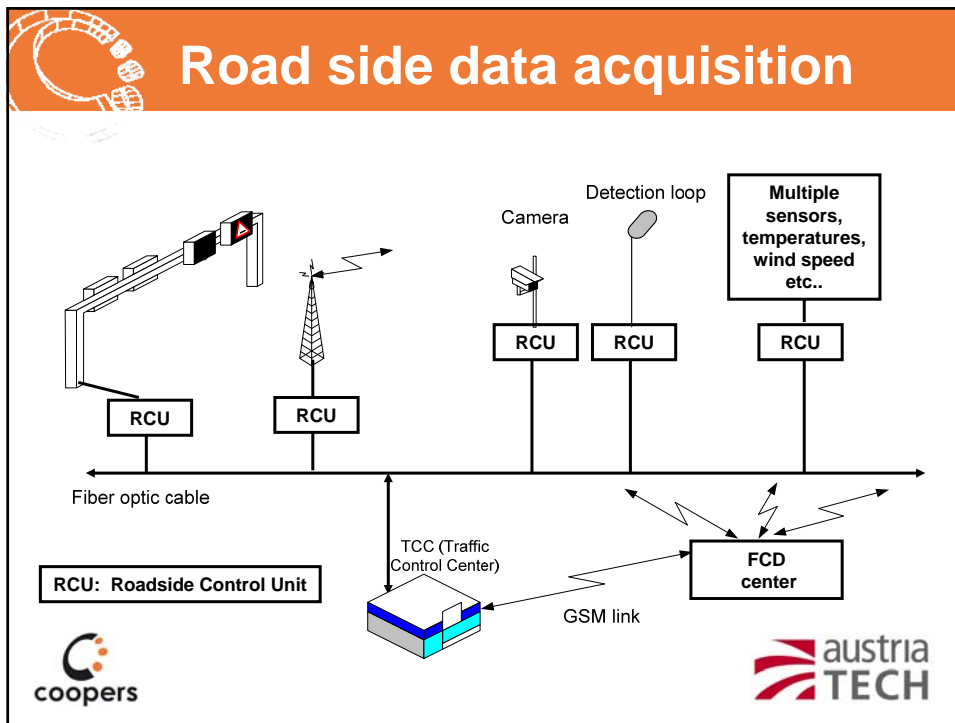 Road side data acquisition
Detection loop
Camera
Multiple
sensors,
temperatures,
wind speed
etc..
RCU
RCU
RCU
RCU
RCU
Fiber optic cable
TCC (Traffic
Control Center)
FCD
center
RCU: Roadside Control Unit
GSM link
coopers
austria
TECH